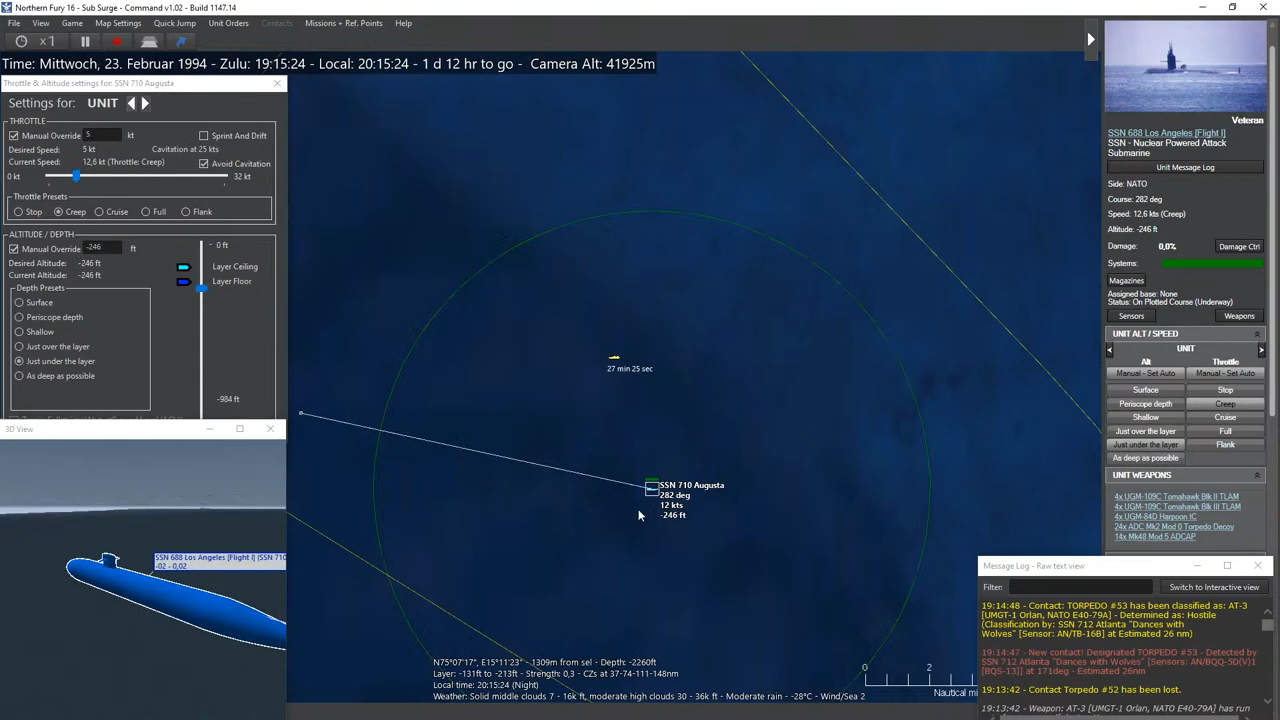 Northern Fury 16 - Sub Surge - Command v1.02 - Build 1147.14
File View Game Map Settings Quick Jump Unit Orders Contacts Missions + Ref. Points Help
x1
Time: Mittwoch, 23. Februar 1994 - Zulu: 19:15:24 - Local: 20:15:24 - 1 d 12 hr to go - Camera Alt: 41925m
Throttle & Altitude settings for: SSN 710 Augusta
Settings for: UNIT
THROTTLE
Manual Override 5 kt Sprint And Drift
Desired Speed: 5 kt Cavitation at 25 kts
Current Speed: 12,6 kt (Throttle: Creep) Avoid Cavitation
0 kt 32 kt
Throttle Presets
Stop Creep Cruise Full Flank
ALTITUDE / DEPTH
Manual Override -246 ft
Desired Altitude: -246 ft
Current Altitude: -246 ft
Depth Presets
Surface
Periscope depth
Shallow
Just over the layer
Just under the layer
As deep as possible
- 0 ft
Layer Ceiling
Layer Floor
-984 ft
3D View
SSN 688 Los Angeles [Flight I] (SSN 710
-02 - 0,02
27 min 25 sec
SSN 710 Augusta
282 deg
12 kts
-246 ft
N75°07'17", E15°11'23" - 1309m from sel - Depth: -2260ft
Layer: -131ft to -213ft - Strength: 0,3 - CZs at 37-74-111-148nm
Local time: 20:15:24 (Night)
Weather: Solid middle clouds 7 - 16k ft, moderate high clouds 30 - 36k ft - Moderate rain - -28°C - Wind/Sea 2
0 2
Nautical mi
Veteran
SSN 688 Los Angeles [Flight I]
SSN - Nuclear Powered Attack
Submarine
Unit Message Log
Side: NATO
Course: 282 deg
Speed: 12,6 kts (Creep)
Altitude: -246 ft
Damage: 0,0% Damage Ctrl
Systems:
Magazines
Assigned base: None
Status: On Plotted Course (Underway)
Sensors Weapons
UNIT ALT / SPEED
UNIT
Alt Throttle
Manual - Set Auto Manual - Set Auto
Surface Stop
Periscope depth Creep
Shallow Cruise
Just over the layer Full
Just under the layer Flank
As deep as possible
UNIT WEAPONS
4x UGM-109C Tomahawk Blk II TLAM
4x UGM-109C Tomahawk Blk III TLAM
4x UGM-84D Harpoon IC
24x ADC Mk2 Mod 0 Torpedo Decoy
14x Mk48 Mod 5 ADCAP
Message Log - Raw text view
Filter: Switch to Interactive view
19:14:48 - Contact: TORPEDO #53 has been classified as: AT-3
[UMGT-1 Orlan, NATO E40-79A] - Determined as: Hostile
(Classification by: SSN 712 Atlanta "Dances with
Wolves" [Sensor: AN/TB-16B] at Estimated 26 nm)
19:14:47 - New contact! Designated TORPEDO #53 - Detected by
SSN 712 Atlanta "Dances with Wolves" [Sensors: AN/BQQ-5D(V)1
[BQS-13]] at 171deg - Estimated 26nm
19:13:42 - Contact Torpedo #52 has been lost.
19:13:42 - Weapon: AT-3 [UMGT-1 Orlan, NATO E40-79A] has run